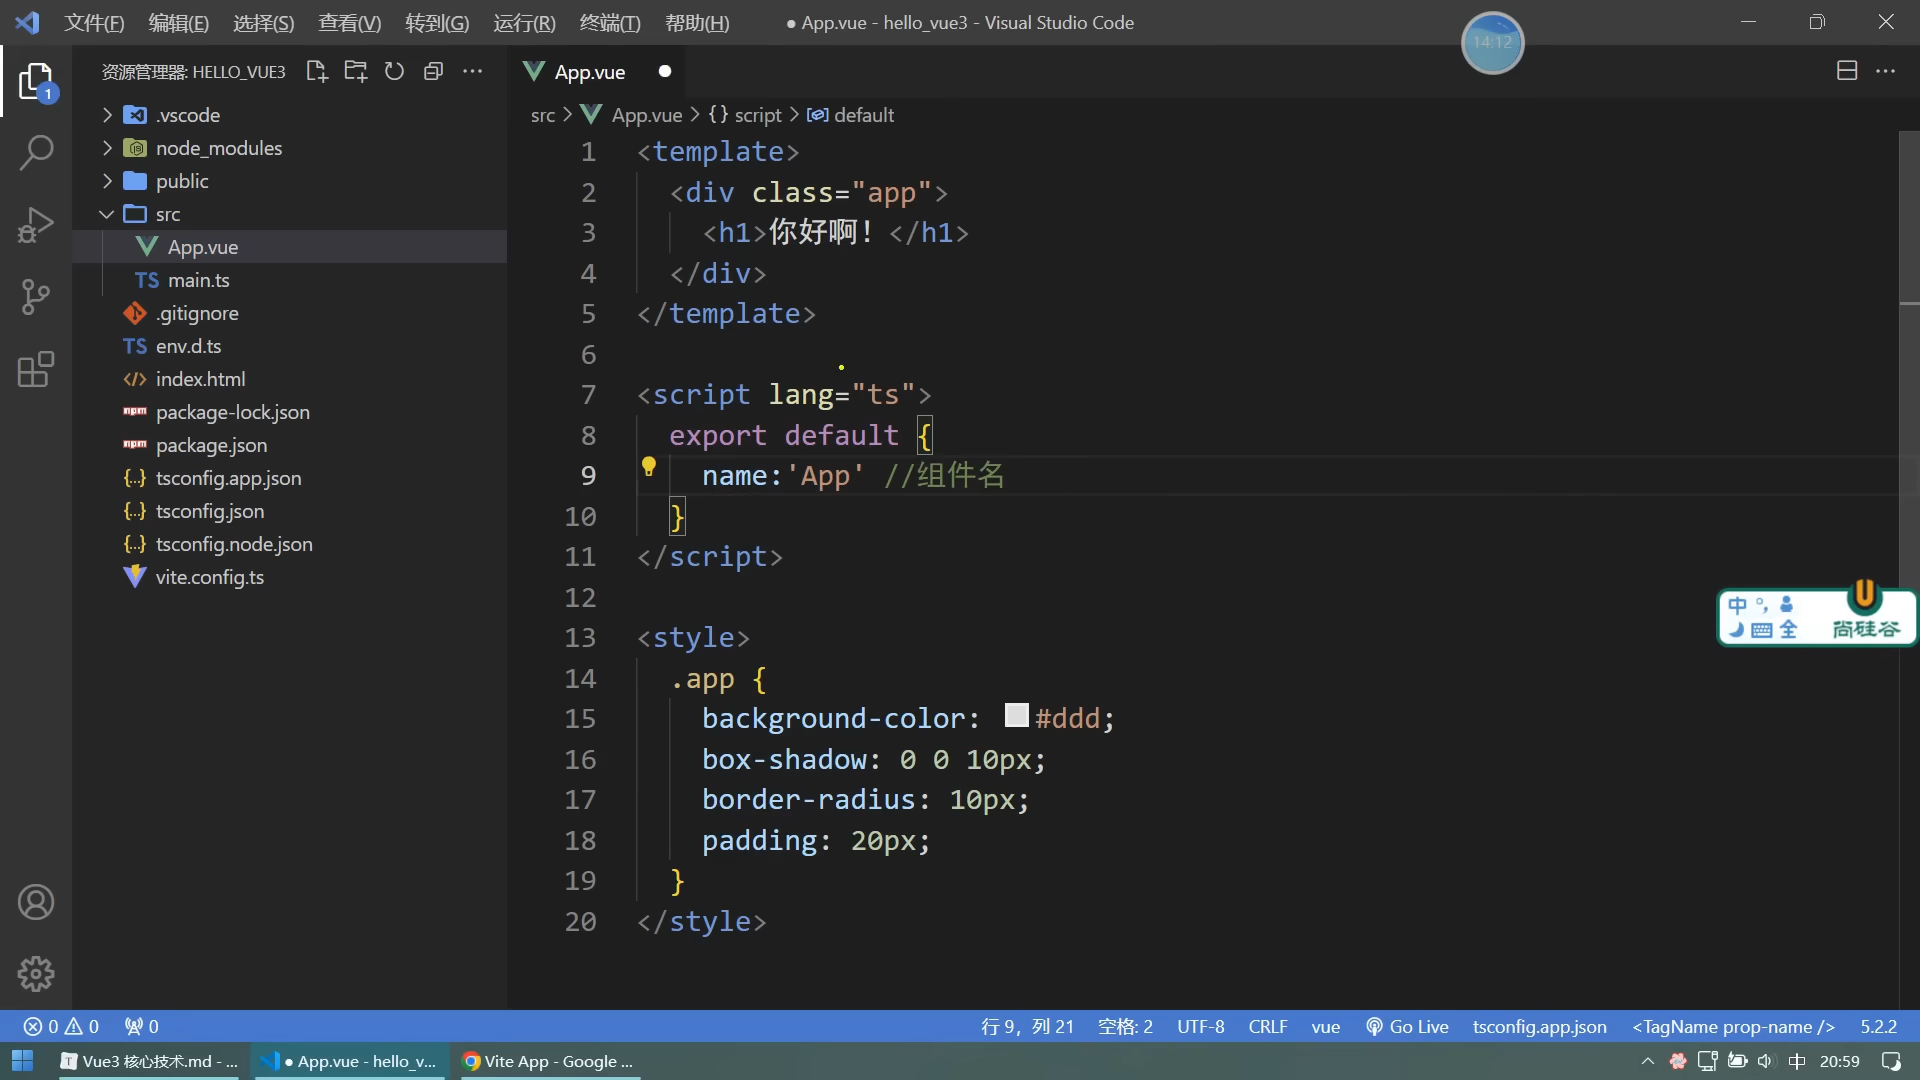 文件(F) 编辑(E) 选择(S) 查看(V) 转到(G) 运行(R) 终端(T) 帮助(H) ● App.vue - hello_vue3 - Visual Studio Code
14:12
资源管理器: HELLO_VUE3
1
.vscode
node_modules
public
src
App.vue
TS main.ts
.gitignore
TS env.d.ts
index.html
package-lock.json
package.json
tsconfig.app.json
tsconfig.json
tsconfig.node.json
vite.config.ts
App.vue
src > App.vue > {} script > default
1 <template>
2 <div class="app">
3 <h1>你好啊！</h1>
4 </div>
5 </template>
6
7 <script lang="ts">
8 export default {
9 name:'App' //组件名
10 }
11 </script>
12
13 <style>
14 .app {
15 background-color: #ddd;
16 box-shadow: 0 0 10px;
17 border-radius: 10px;
18 padding: 20px;
19 }
20 </style>
中 °, 全
尚硅谷
0 0 0 行 9，列 21 空格: 2 UTF-8 CRLF vue Go Live tsconfig.app.json <TagName prop-name /> 5.2.2
Vue3 核心技术.md - ... ● App.vue - hello_v... Vite App - Google ... 中 20:59